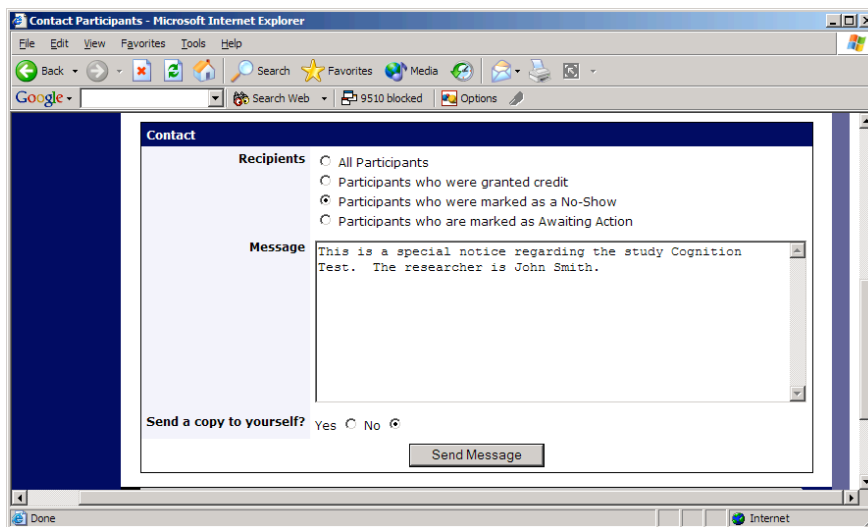 Contact Participants - Microsoft Internet Explorer
File Edit View Favorites Tools Help
Back Search Favorites Media
Google Search Web 9510 blocked Options
Contact
Recipients All Participants
Participants who were granted credit
Participants who were marked as a No-Show
Participants who are marked as Awaiting Action
Message This is a special notice regarding the study Cognition
Test. The researcher is John Smith.
Send a copy to yourself? Yes No
Send Message
Done Internet